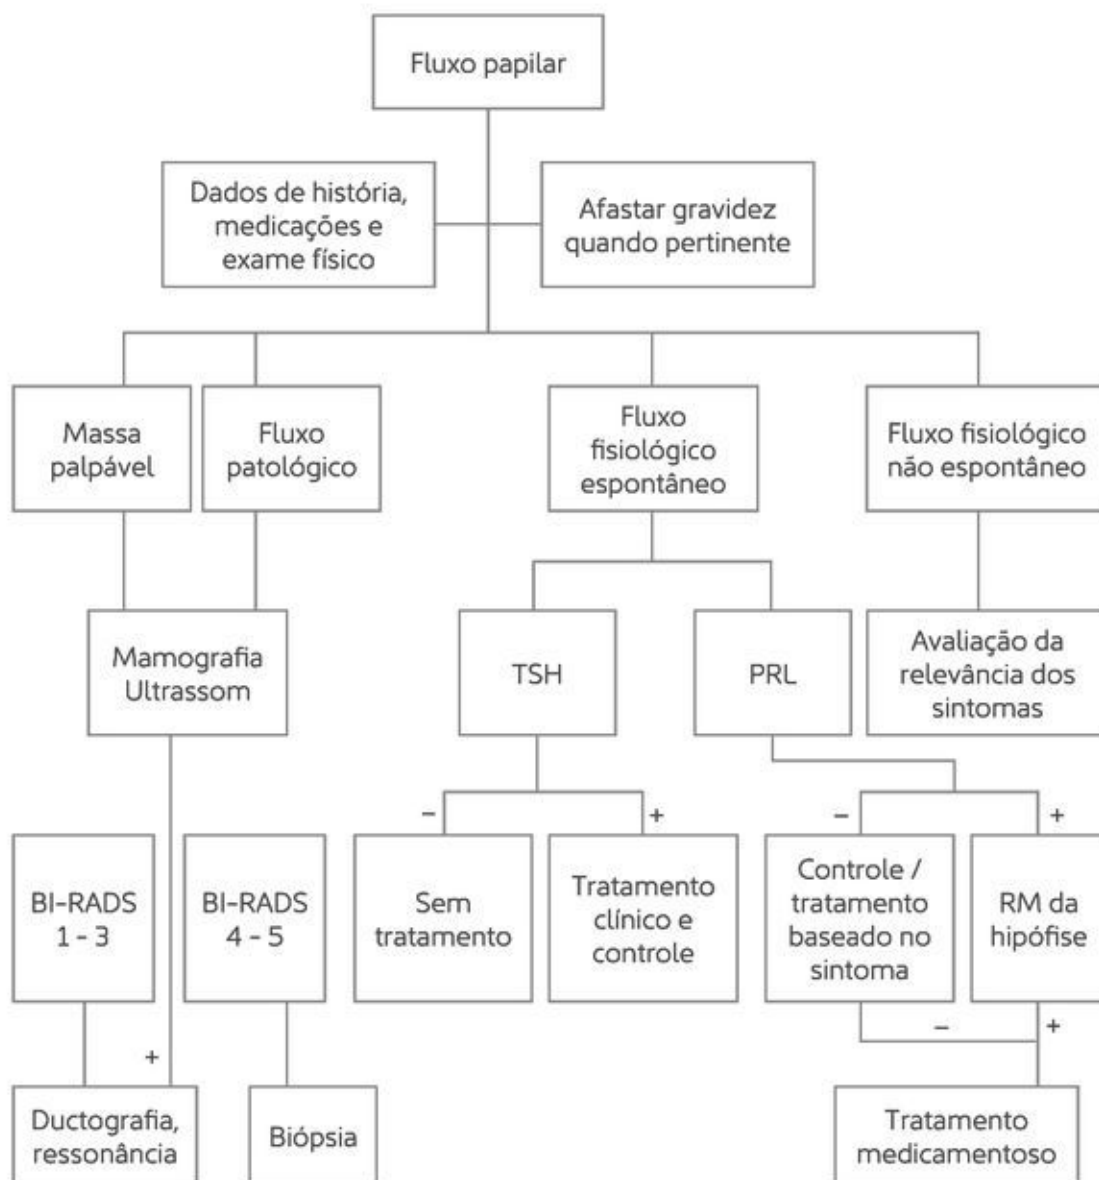 Fluxo papilar
Dados de história,
medicações e
exame físico
Afastar gravidez
quando pertinente
Massa
palpável
Fluxo
patológico
Fluxo
fisiológico
espontâneo
Fluxo fisiológico
não espontâneo
Mamografia
Ultrassom
TSH
PRL
Avaliação da
relevância dos
sintomas
–
+
–
+
BI-RADS
1 - 3
BI-RADS
4 - 5
Sem
tratamento
Tratamento
clínico e
controle
Controle /
tratamento
baseado no
sintoma
RM da
hipófise
+
–
+
Ductografia,
ressonância
Biópsia
Tratamento
medicamentoso